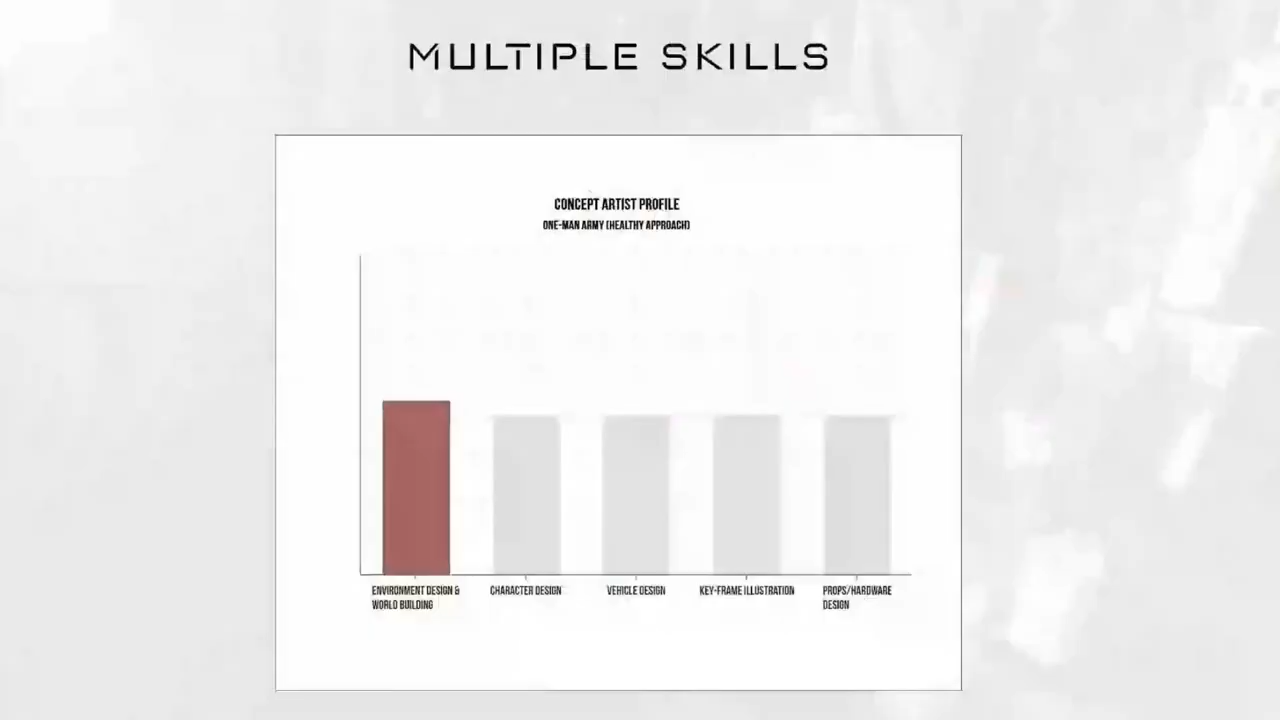 MULTIPLE SKILLS
CONCEPT ARTIST PROFILE
ONE-MAN ARMY (HEALTHY APPROACH)
ENVIRONMENT DESIGN &
WORLD BUILDING
CHARACTER DESIGN
VEHICLE DESIGN
KEY-FRAME ILLUSTRATION
PROPS/HARDWARE
DESIGN